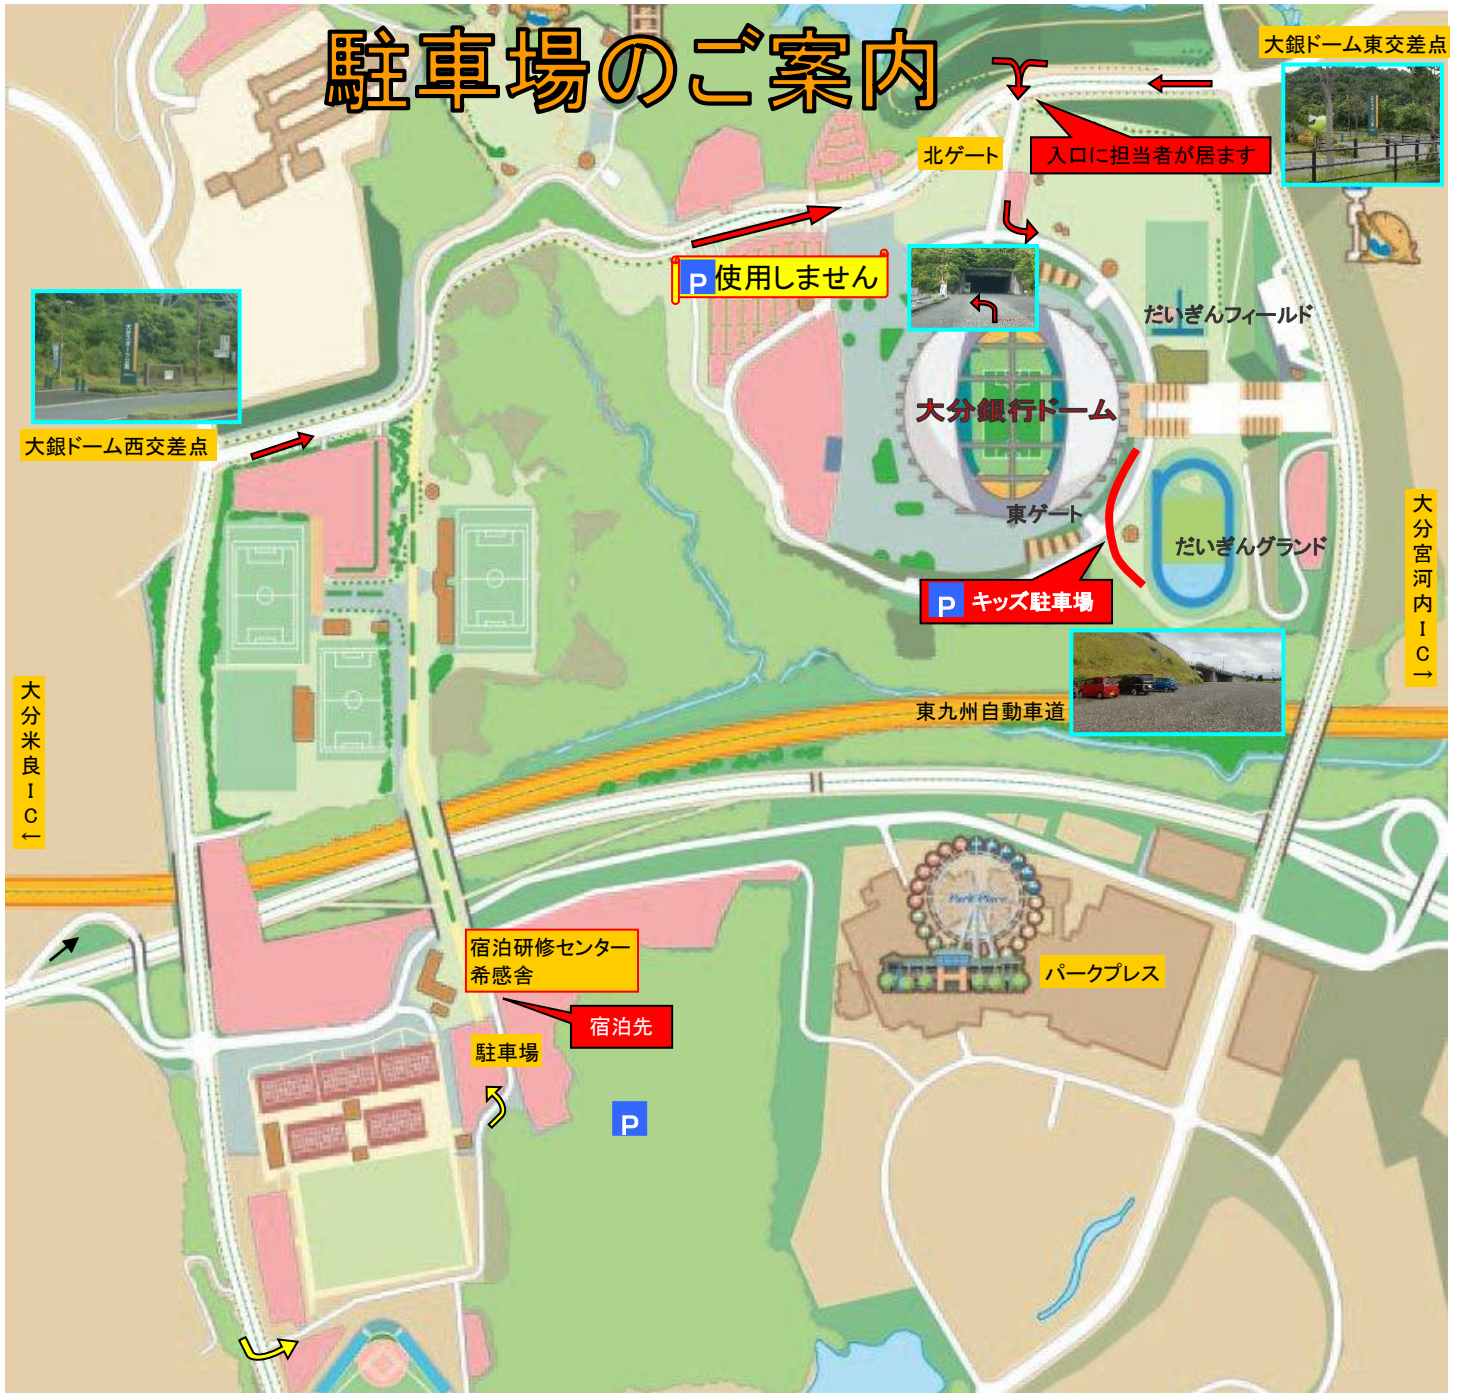 駐車場のご案内
大銀ドーム東交差点
北ゲート
入口に担当者が居ます
P 使用しません
だいぎんフィールド
大分銀行ドーム
大銀ドーム西交差点
東ゲート
だいぎんグランド
大分宮河内IC→
P キッズ駐車場
大分米良IC←
東九州自動車道
Park Place
宿泊研修センター
希感舎
パークプレス
宿泊先
駐車場
P